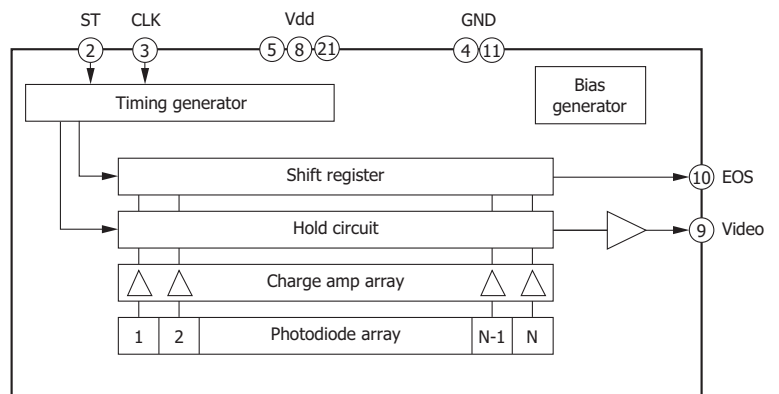 ST CLK Vdd GND
2 3 5 8 21 4 11
Timing generator
Bias
generator
Shift register
10 EOS
Hold circuit
9 Video
Charge amp array
1 2 Photodiode array N-1 N